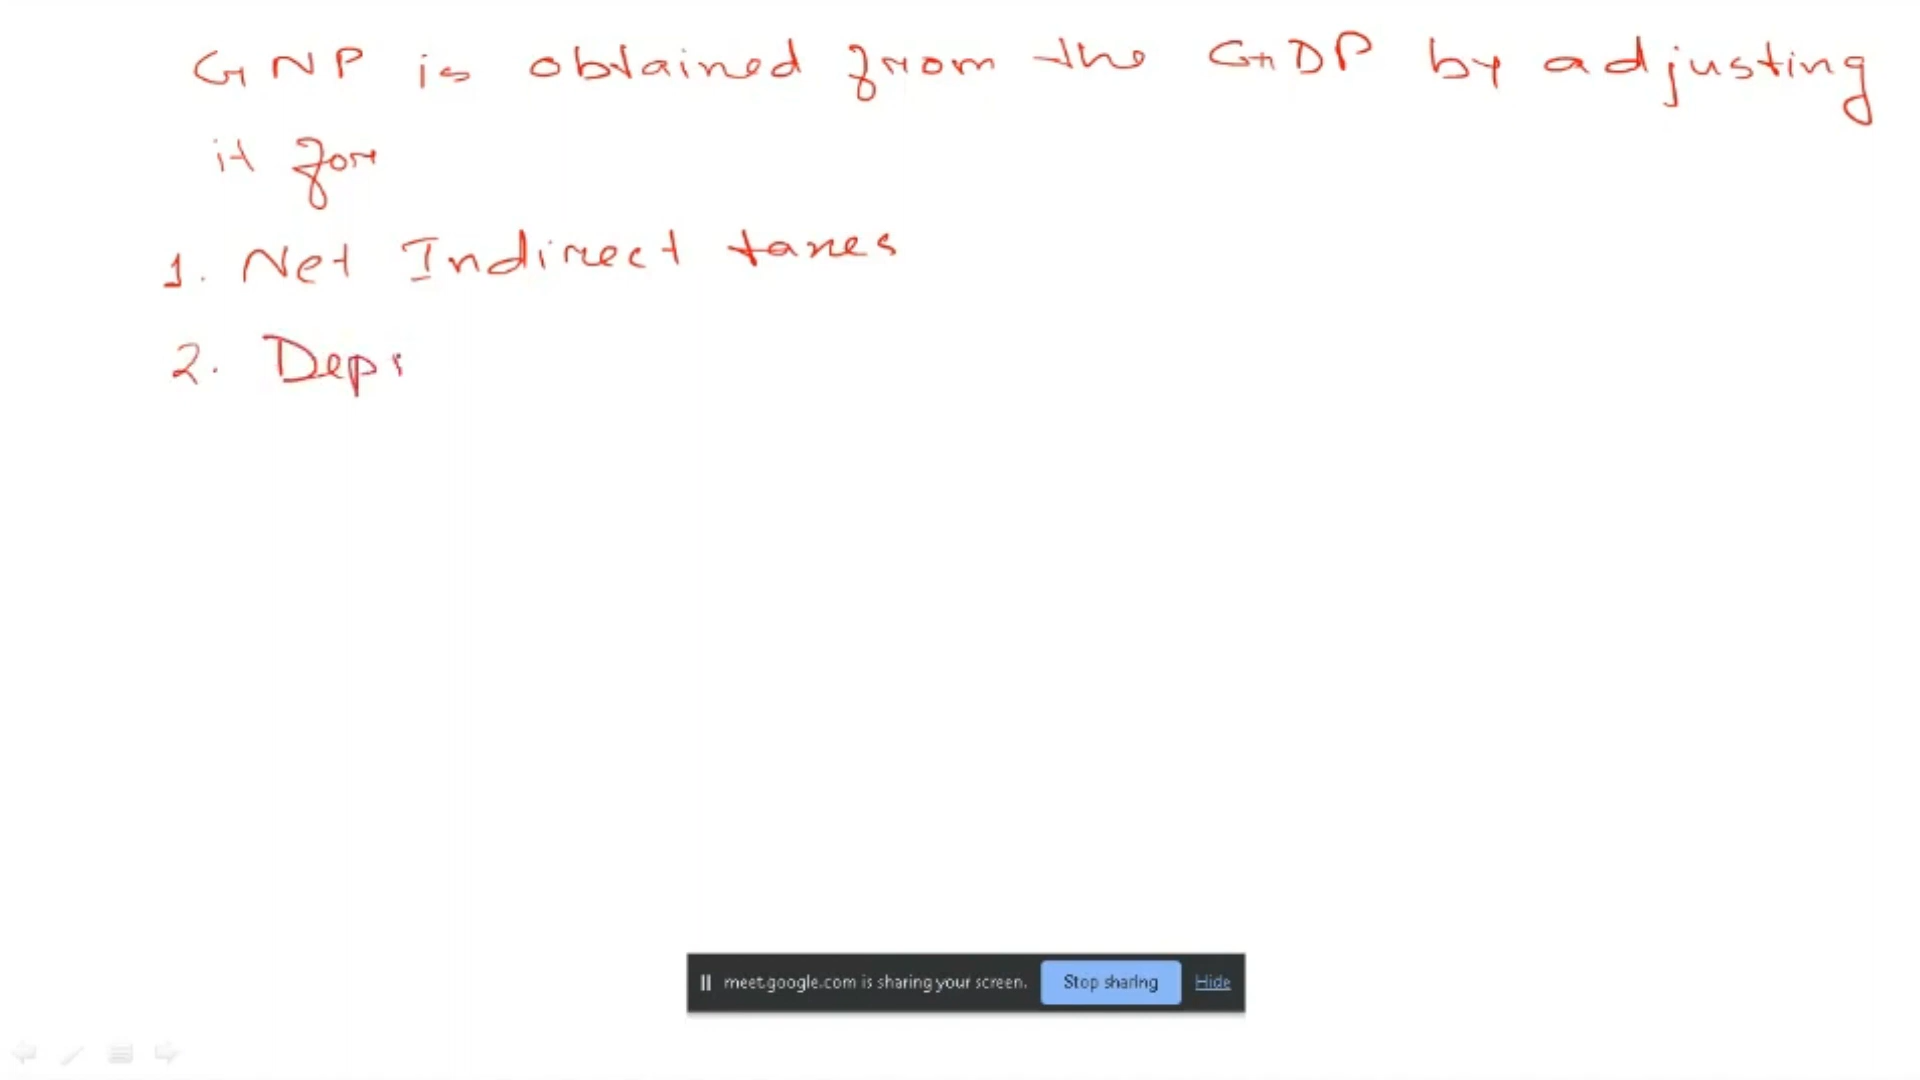 GNP is obtained from the GDP by adjusting
it for
1. Net Indirect taxes
2. Depr
meet.google.com is sharing your screen. Stop sharing Hide